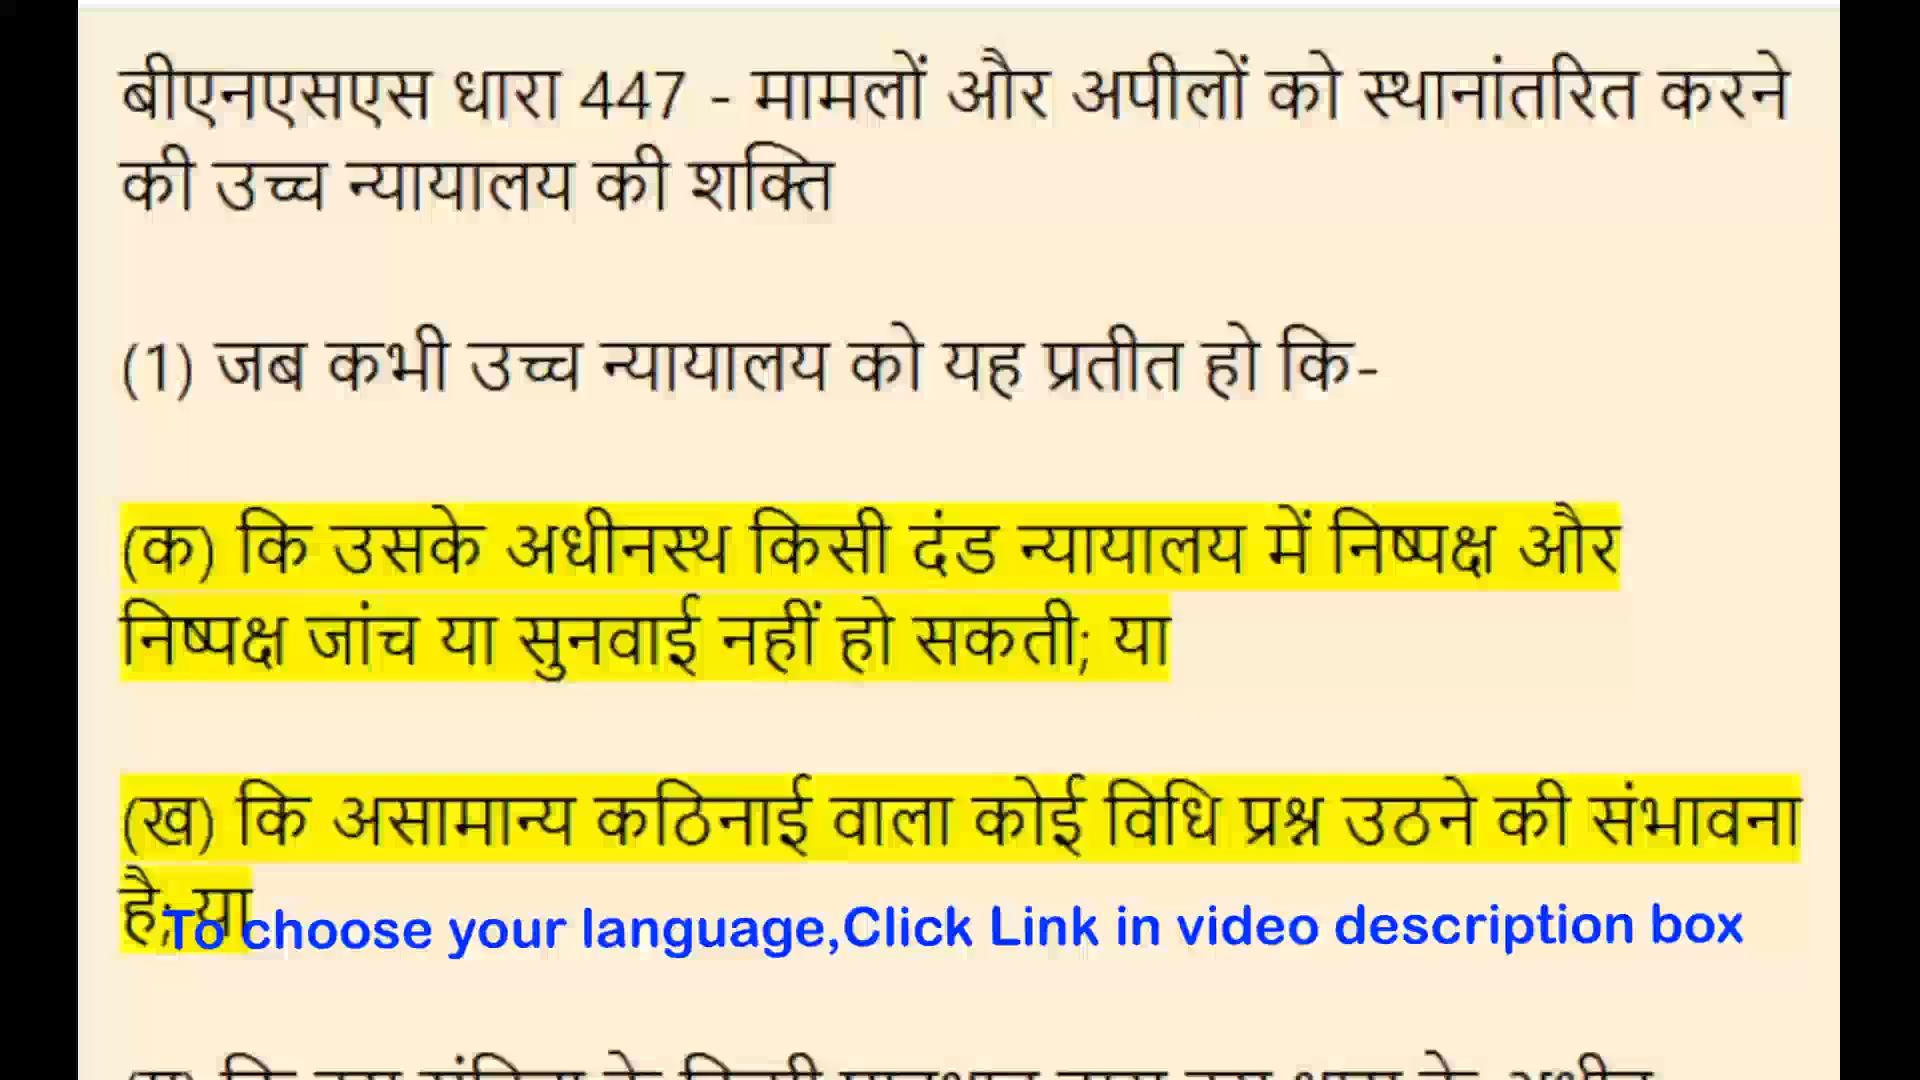 बीएनएसएस धारा 447 - मामलों और अपीलों को स्थानांतरित करने
की उच्च न्यायालय की शक्ति
(1) जब कभी उच्च न्यायालय को यह प्रतीत हो कि-
(क) कि उसके अधीनस्थ किसी दंड न्यायालय में निष्पक्ष और
निष्पक्ष जांच या सुनवाई नहीं हो सकती; या
(ख) कि असामान्य कठिनाई वाला कोई विधि प्रश्न उठने की संभावना
है; या
To choose your language,Click Link in video description box